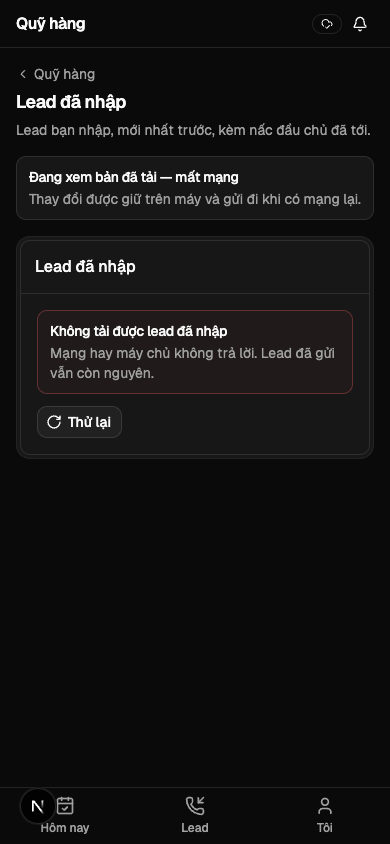 Quỹ hàng
Quỹ hàng
Lead đã nhập
Lead bạn nhập, mới nhất trước, kèm nấc đầu chủ đã tới.
Đang xem bản đã tải — mất mạng
Thay đổi được giữ trên máy và gửi đi khi có mạng lại.
Lead đã nhập
Không tải được lead đã nhập
Mạng hay máy chủ không trả lời. Lead đã gửi
vẫn còn nguyên.
Thử lại
N
Hôm nay
Lead
Tôi